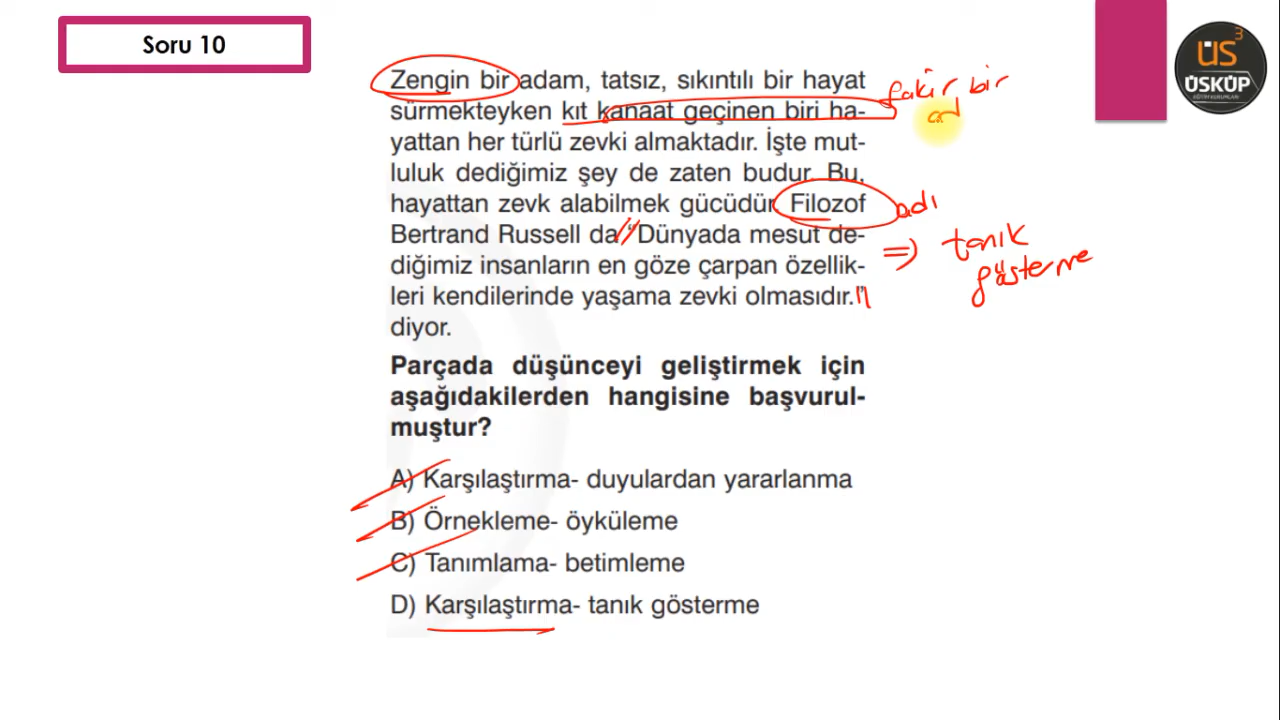 Soru 10
ÜS3
ÜSKÜP
Zengin bir adam, tatsız, sıkıntılı bir hayat
sürmekteyken kıt kanaat geçinen biri ha-
yattan her türlü zevki almaktadır. İşte mut-
luluk dediğimiz şey de zaten budur. Bu,
hayattan zevk alabilmek gücüdür. Filozof
Bertrand Russell da "Dünyada mesut de-
diğimiz insanların en göze çarpan özellik-
leri kendilerinde yaşama zevki olmasıdır."
diyor.
fakir bir
ad
adı
⇒ tanık
gösterme
Parçada düşünceyi geliştirmek için
aşağıdakilerden hangisine başvurul-
muştur?
A) Karşılaştırma- duyulardan yararlanma
B) Örnekleme- öyküleme
C) Tanımlama- betimleme
D) Karşılaştırma- tanık gösterme